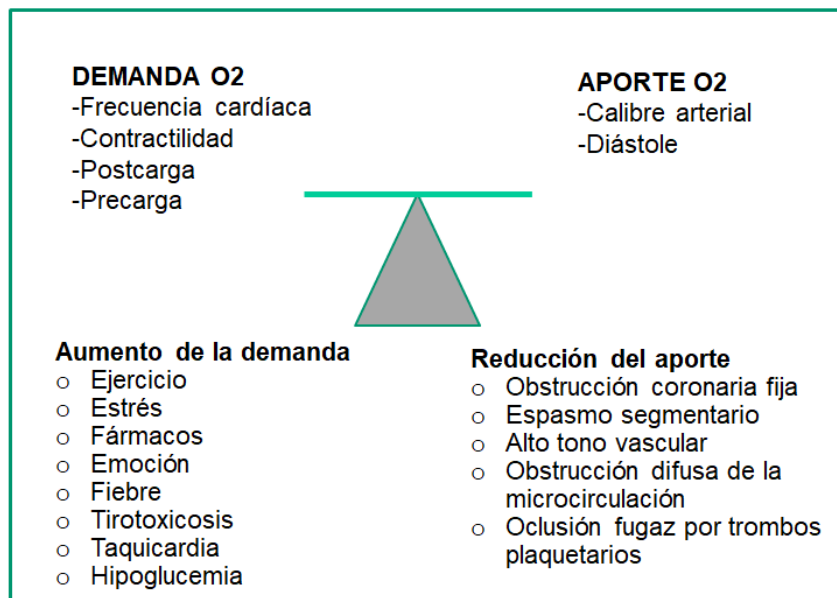 DEMANDA O2
-Frecuencia cardíaca
-Contractilidad
-Postcarga
-Precarga
APORTE O2
-Calibre arterial
-Diástole
Aumento de la demanda
o Ejercicio
o Estrés
o Fármacos
o Emoción
o Fiebre
o Tirotoxicosis
o Taquicardia
o Hipoglucemia
Reducción del aporte
o Obstrucción coronaria fija
o Espasmo segmentario
o Alto tono vascular
o Obstrucción difusa de la
microcirculación
o Oclusión fugaz por trombos
plaquetarios